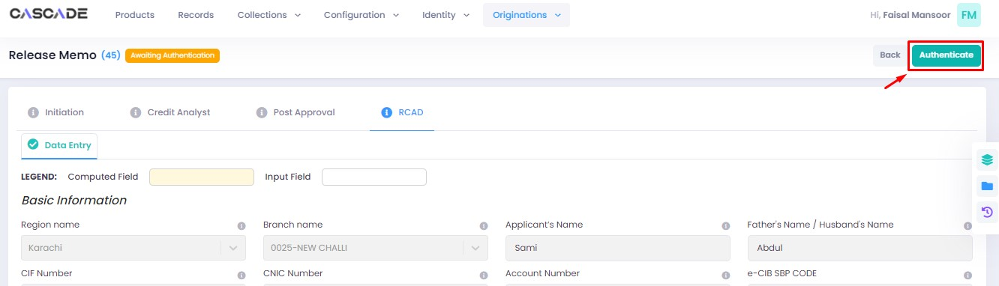 CASCADE Products Records Collections Configuration Identity Originations Hi, Faisal Mansoor FM
Release Memo (45) Awaiting Authentication Back Authenticate
Initiation Credit Analyst Post Approval RCAD
Data Entry
LEGEND: Computed Field Input Field
Basic Information
Region name Branch name Applicant's Name Father's Name / Husband's Name
Karachi 0025-NEW CHALLI Sami Abdul
CIF Number CNIC Number Account Number e-CIB SBP CODE